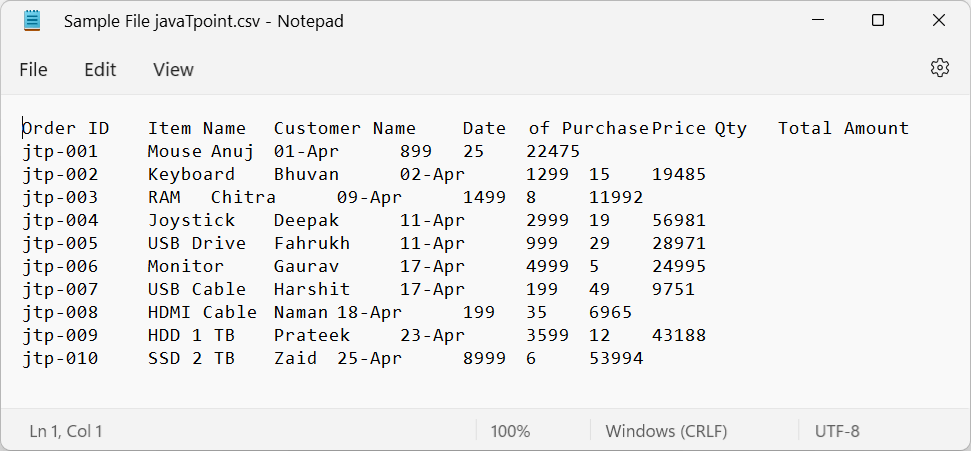 Sample File javaTpoint.csv - Notepad
File Edit View
Order ID Item Name Customer Name Date of Purchase Price Qty Total Amount
jtp-001 Mouse Anuj 01-Apr 899 25 22475
jtp-002 Keyboard Bhuvan 02-Apr 1299 15 19485
jtp-003 RAM Chitra 09-Apr 1499 8 11992
jtp-004 Joystick Deepak 11-Apr 2999 19 56981
jtp-005 USB Drive Fahrukh 11-Apr 999 29 28971
jtp-006 Monitor Gaurav 17-Apr 4999 5 24995
jtp-007 USB Cable Harshit 17-Apr 199 49 9751
jtp-008 HDMI Cable Naman 18-Apr 199 35 6965
jtp-009 HDD 1 TB Prateek 23-Apr 3599 12 43188
jtp-010 SSD 2 TB Zaid 25-Apr 8999 6 53994
Ln 1, Col 1 100% Windows (CRLF) UTF-8